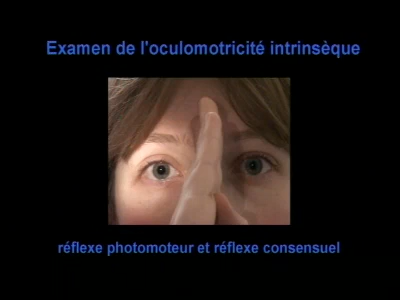 Examen de l'oculomotricité intrinsèque
réflexe photomoteur et réflexe consensuel